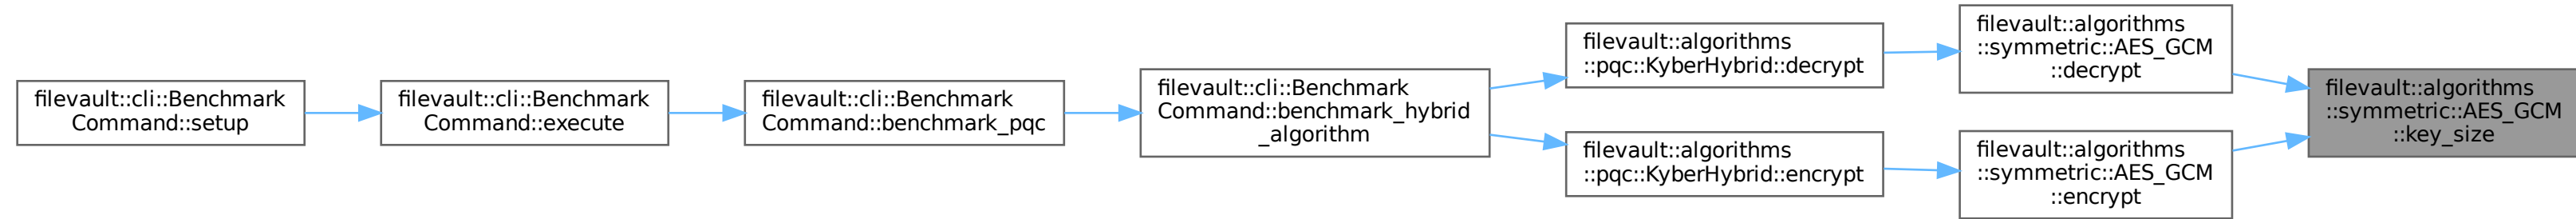 filevault::cli::Benchmark
Command::setup
filevault::cli::Benchmark
Command::execute
filevault::cli::Benchmark
Command::benchmark_pqc
filevault::cli::Benchmark
Command::benchmark_hybrid
_algorithm
filevault::algorithms
::pqc::KyberHybrid::decrypt
filevault::algorithms
::pqc::KyberHybrid::encrypt
filevault::algorithms
::symmetric::AES_GCM
::decrypt
filevault::algorithms
::symmetric::AES_GCM
::encrypt
filevault::algorithms
::symmetric::AES_GCM
::key_size